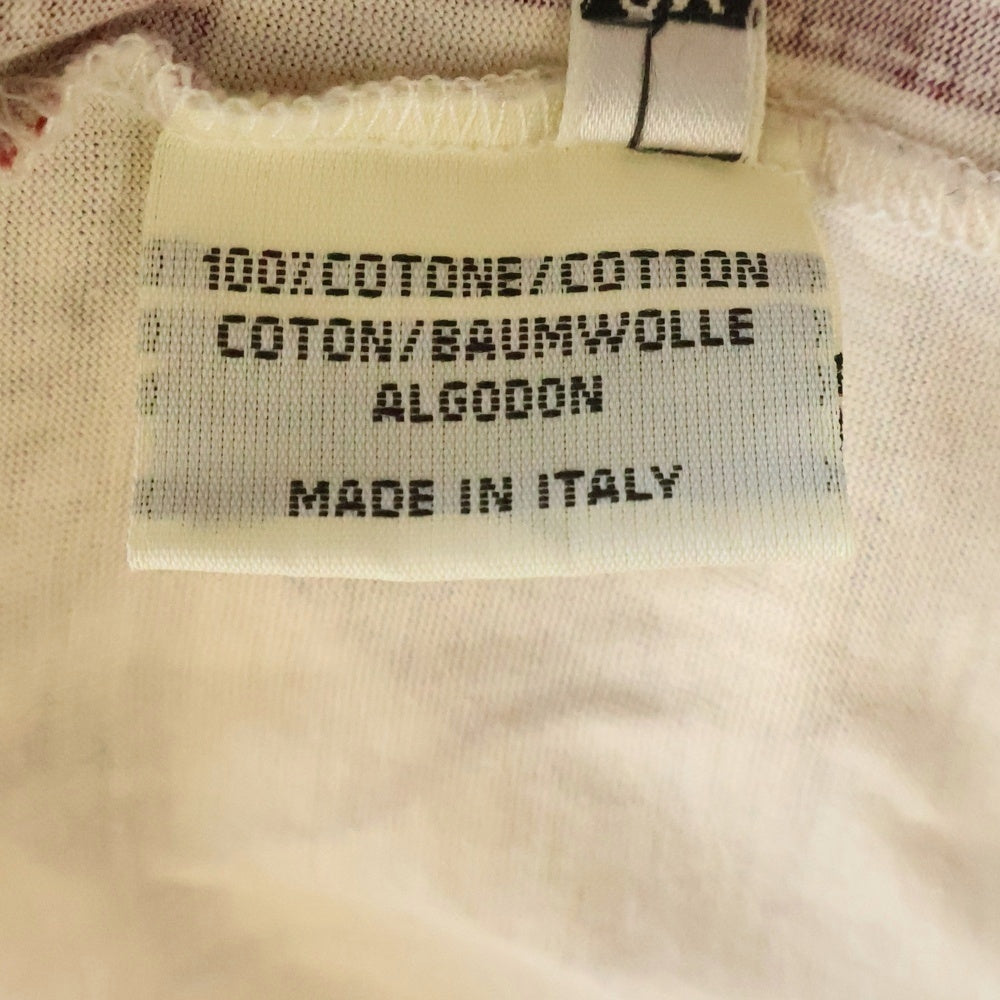 100%COTONE/COTTON
COTON/BAUMWOLLE
ALGODON
MADE IN ITALY